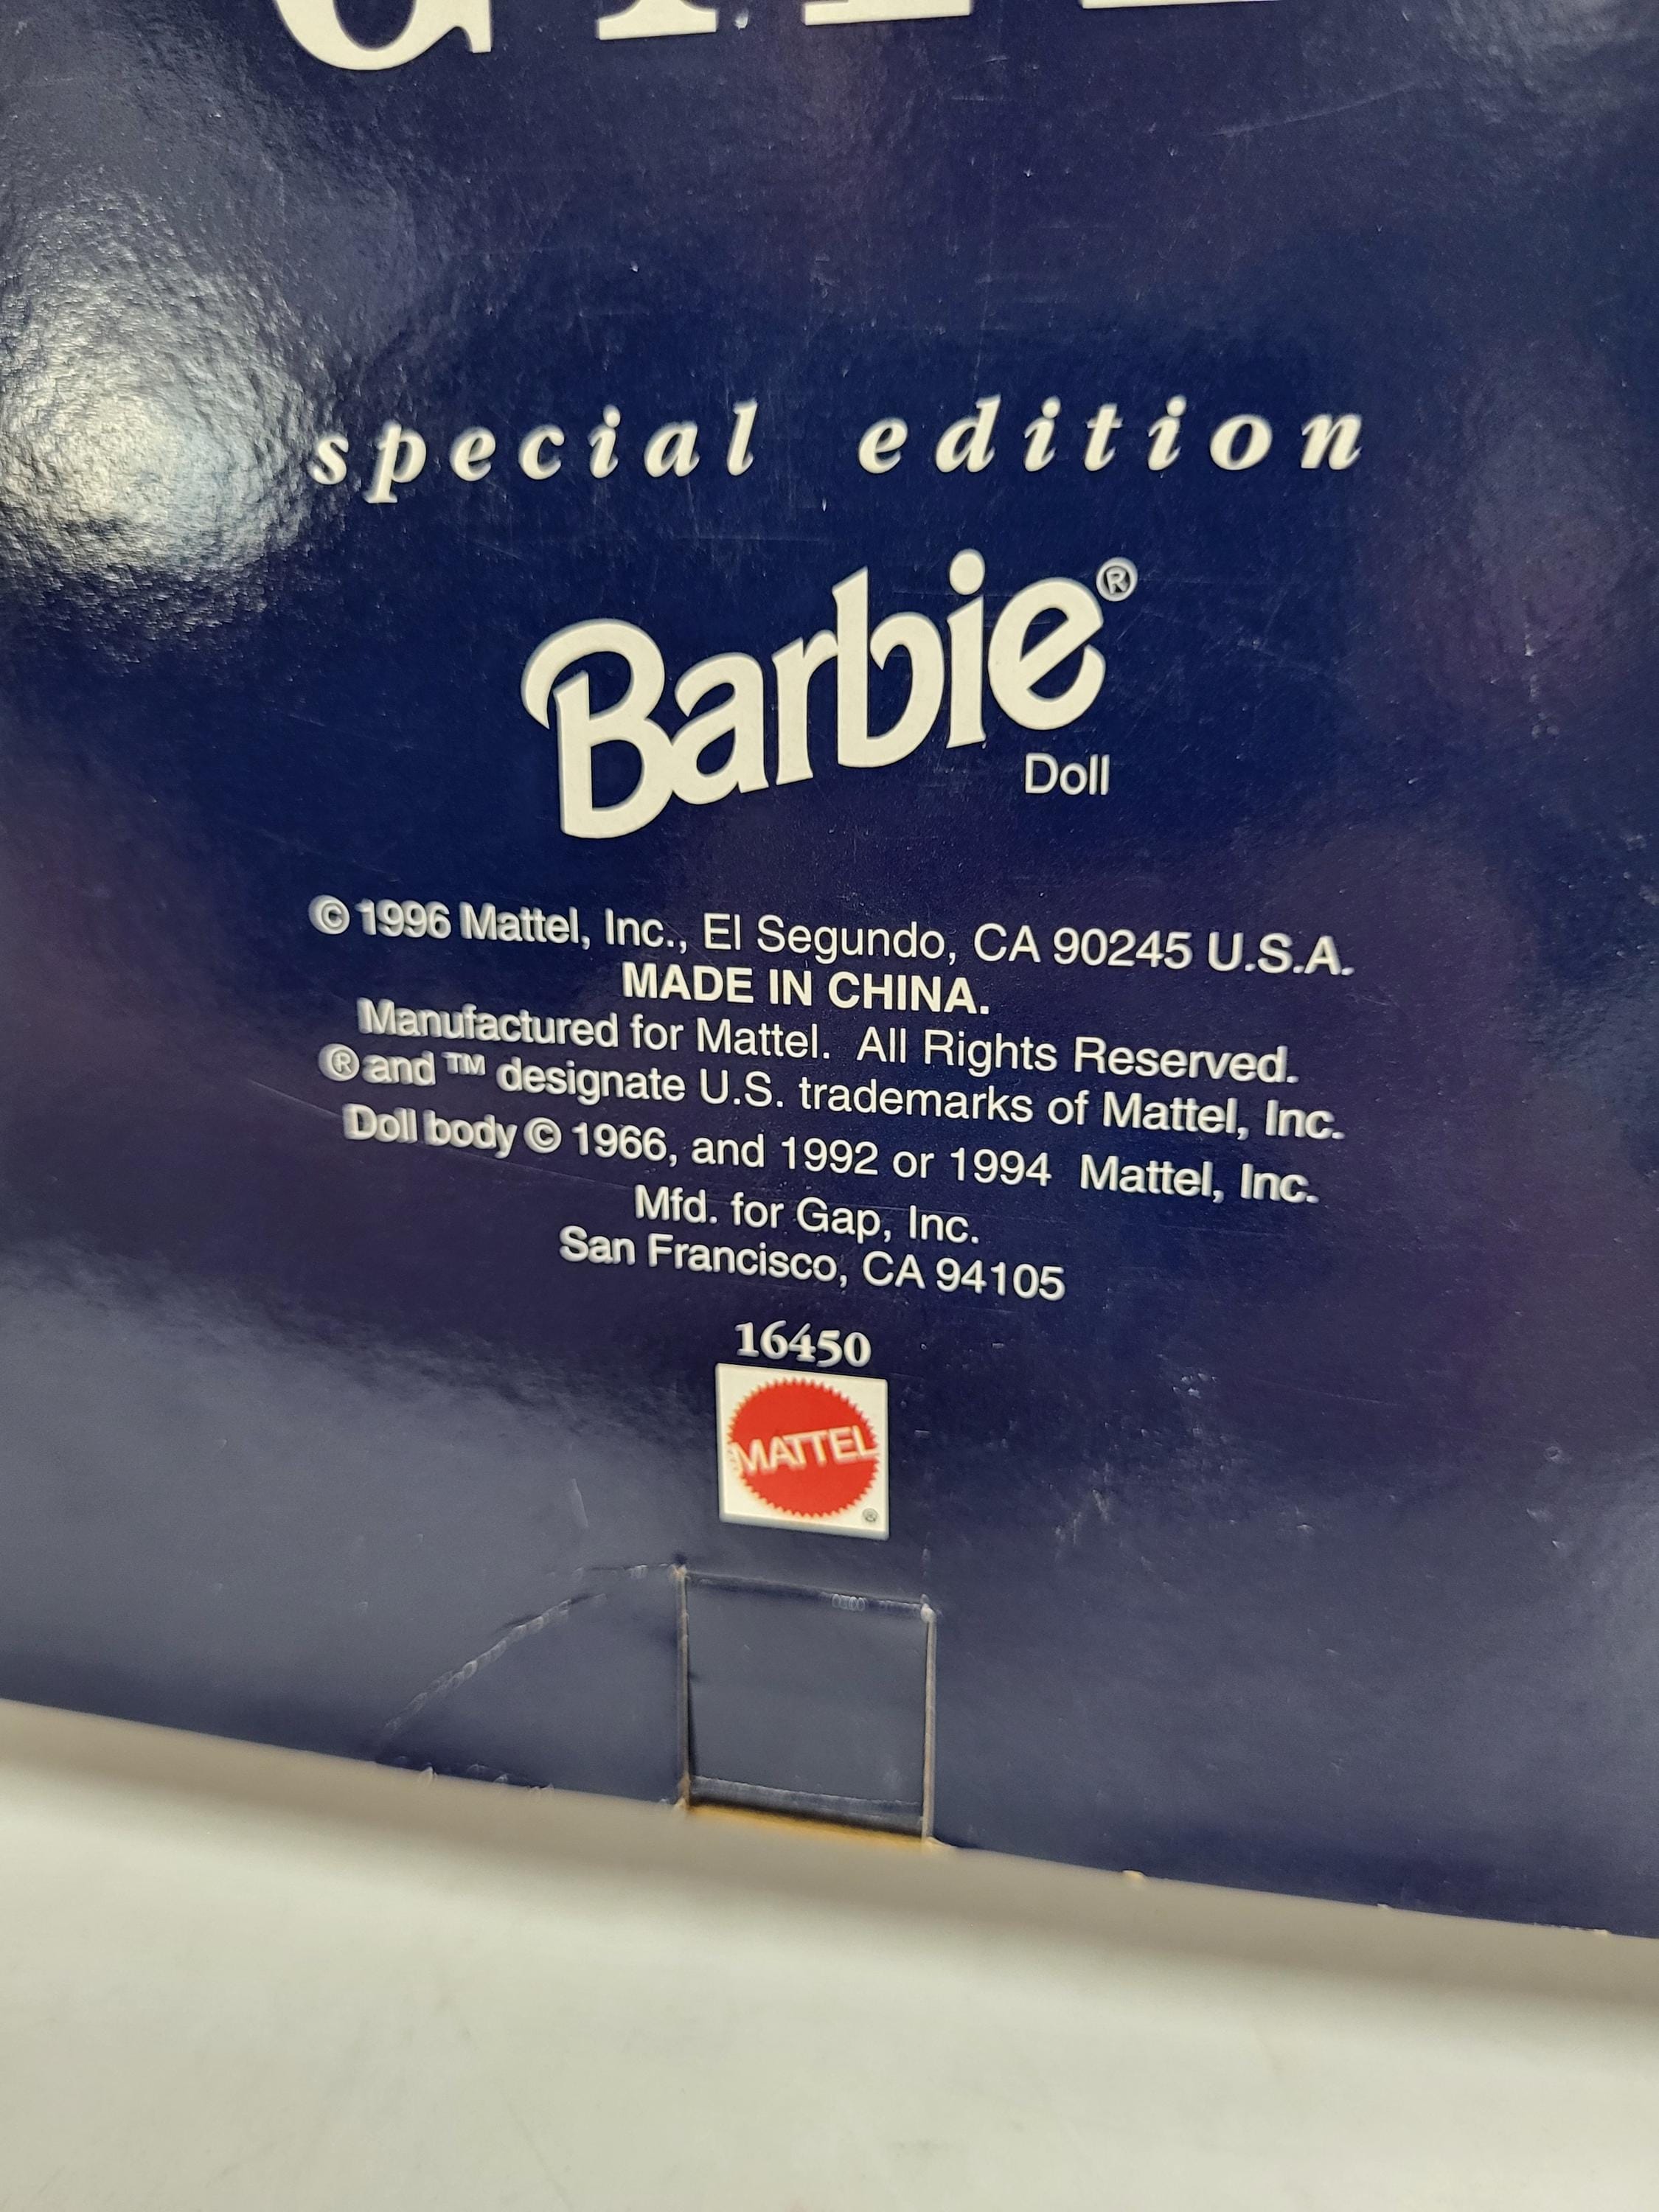 special edition
Barbie®
Doll
© 1996 Mattel, Inc., El Segundo, CA 90245 U.S.A.
MADE IN CHINA.
Manufactured for Mattel. All Rights Reserved.
® and ™ designate U.S. trademarks of Mattel, Inc.
Doll body © 1966, and 1992 or 1994 Mattel, Inc.
Mfd. for Gap, Inc.
San Francisco, CA 94105
16450
MATTEL
®